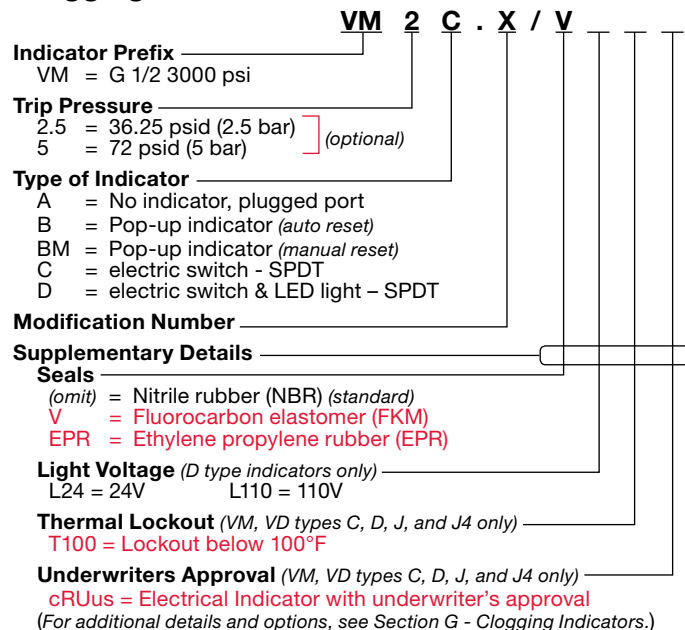 VM 2 C . X / V
Indicator Prefix
VM = G 1/2 3000 psi
Trip Pressure
2.5 = 36.25 psid (2.5 bar)
5 = 72 psid (5 bar)
(optional)
Type of Indicator
A = No indicator, plugged port
B = Pop-up indicator (auto reset)
BM = Pop-up indicator (manual reset)
C = electric switch - SPDT
D = electric switch & LED light – SPDT
Modification Number
Supplementary Details
Seals
(omit) = Nitrile rubber (NBR) (standard)
V = Fluorocarbon elastomer (FKM)
EPR = Ethylene propylene rubber (EPR)
Light Voltage (D type indicators only)
L24 = 24V L110 = 110V
Thermal Lockout (VM, VD types C, D, J, and J4 only)
T100 = Lockout below 100°F
Underwriters Approval (VM, VD types C, D, J, and J4 only)
cRUus = Electrical Indicator with underwriter's approval
(For additional details and options, see Section G - Clogging Indicators.)